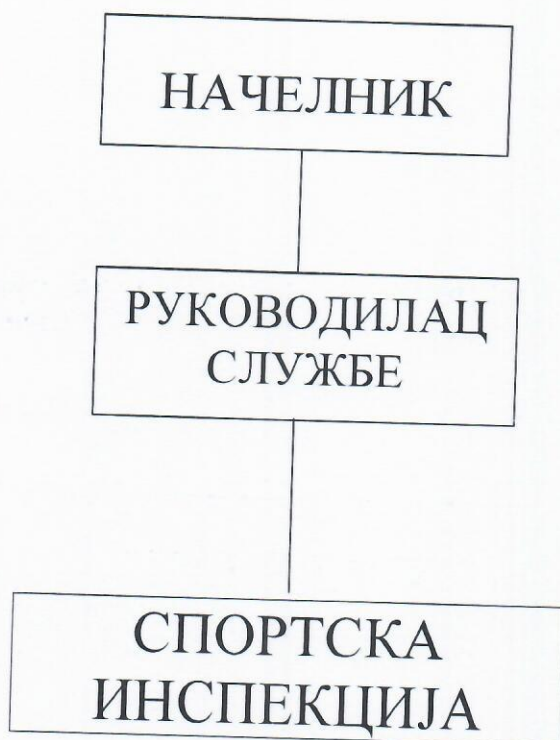 НАЧЕЛНИК
РУКОВОДИЛАЦ
СЛУЖБЕ
СПОРТСКА
ИНСПЕКЦИЈА